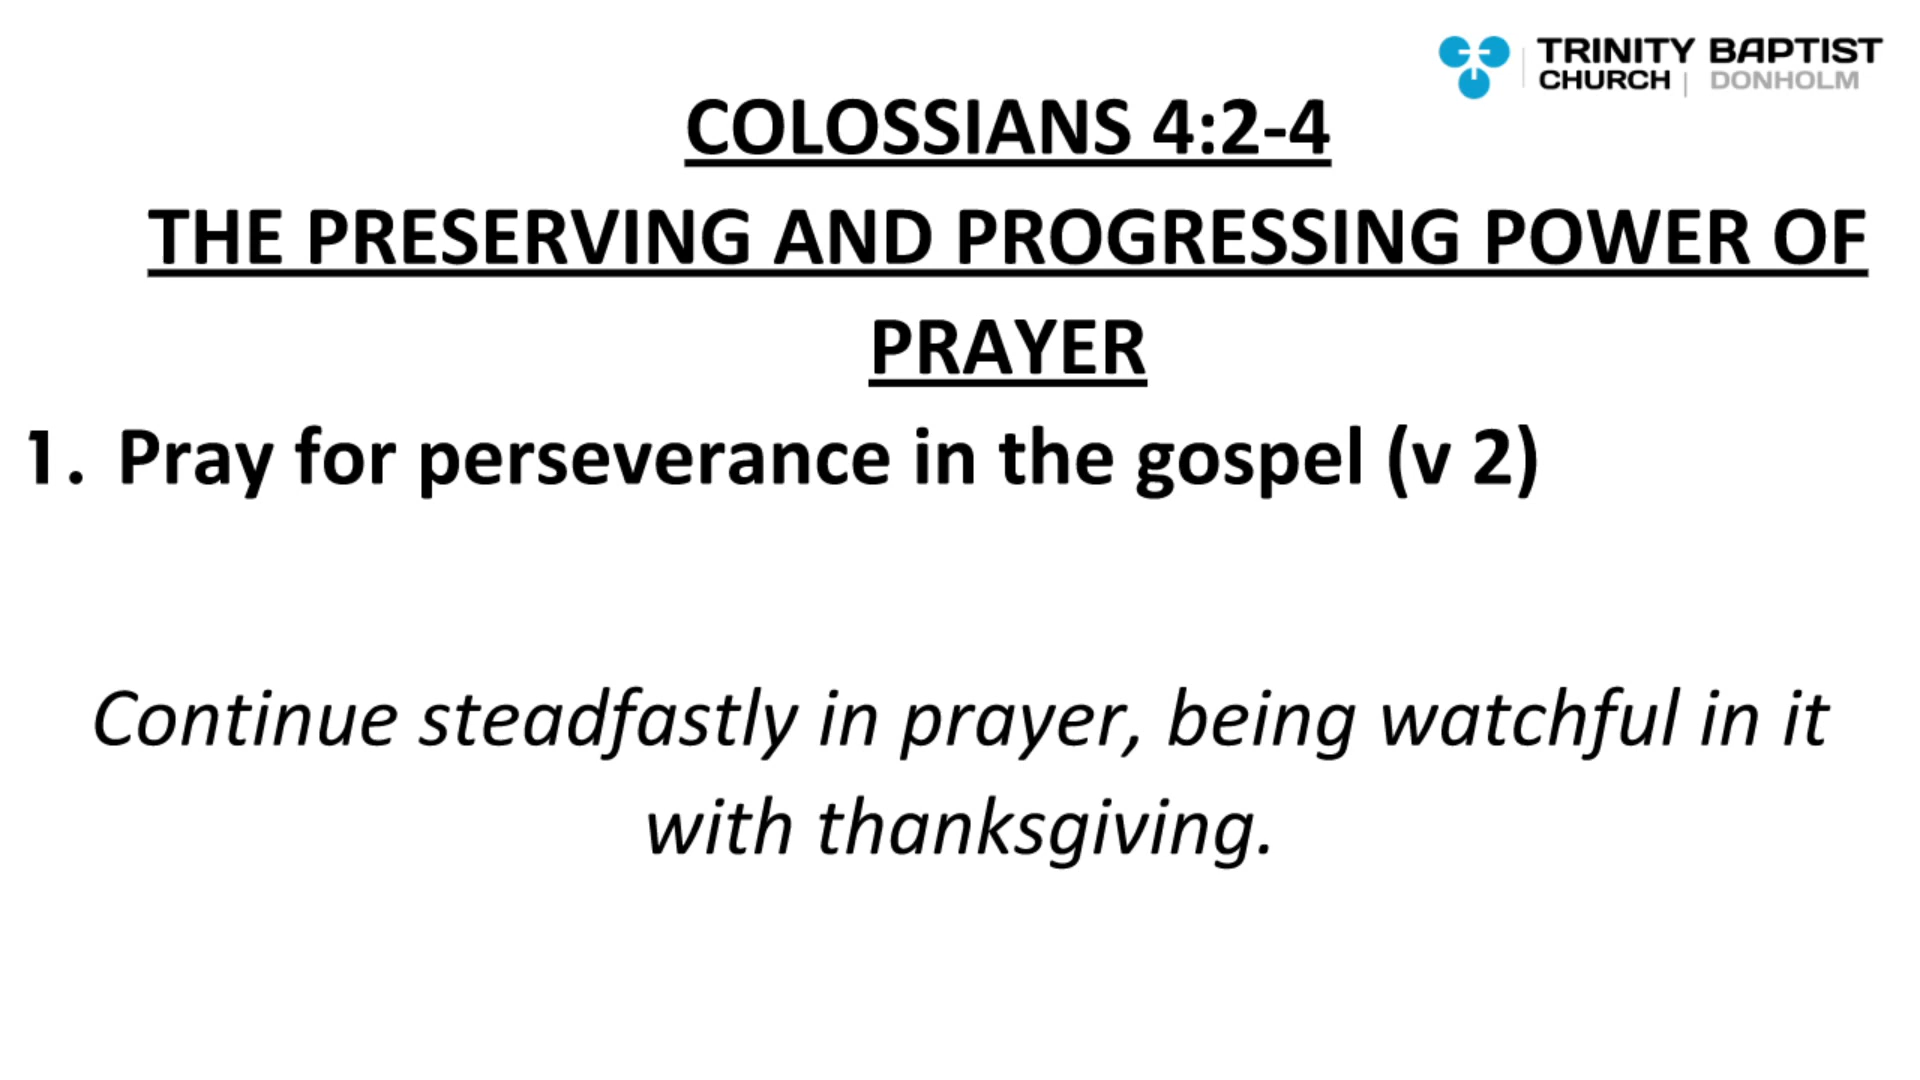 TRINITY BAPTIST
CHURCH | DONHOLM
COLOSSIANS 4:2-4
THE PRESERVING AND PROGRESSING POWER OF
PRAYER
1. Pray for perseverance in the gospel (v 2)
Continue steadfastly in prayer, being watchful in it
with thanksgiving.